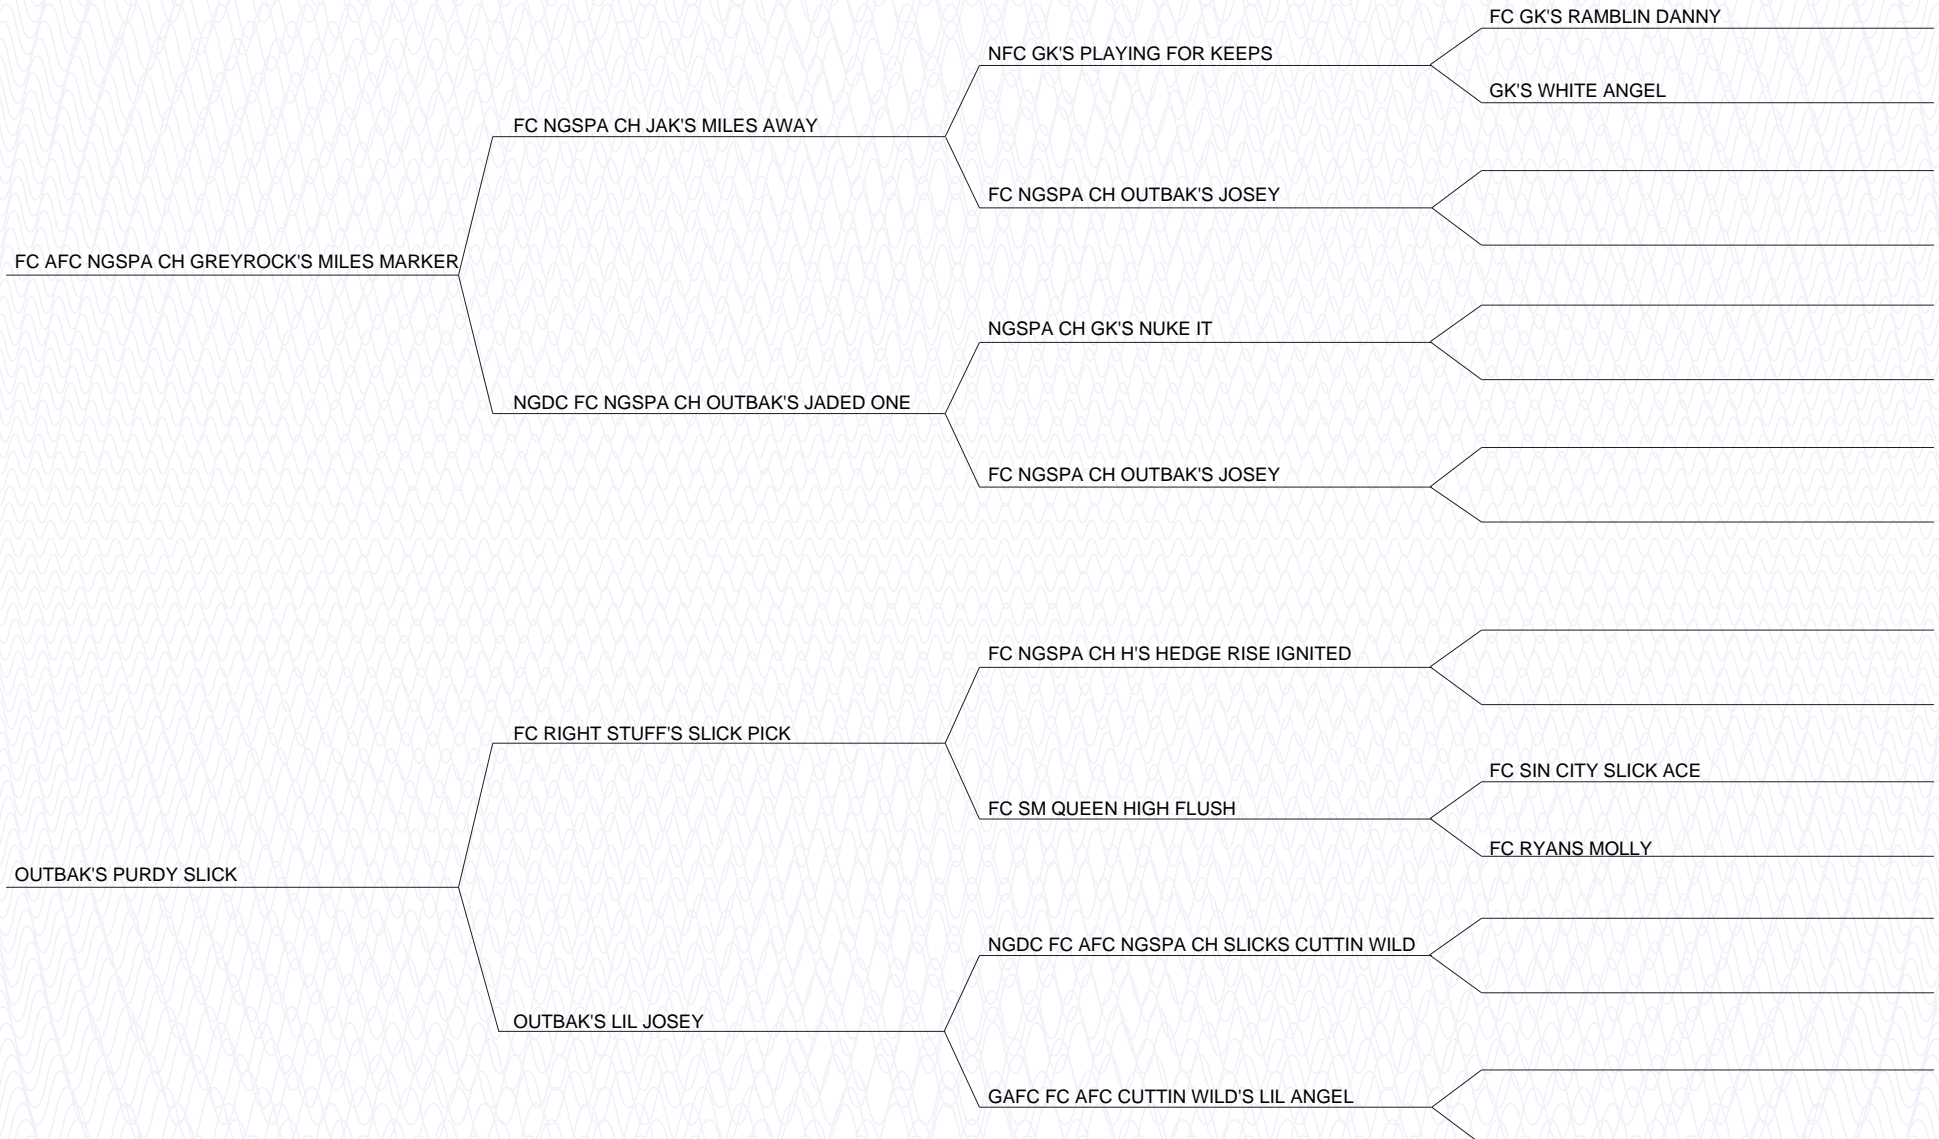 FC GK'S RAMBLIN DANNY
NFC GK'S PLAYING FOR KEEPS
GK'S WHITE ANGEL
FC NGSPA CH JAK'S MILES AWAY
FC NGSPA CH OUTBAK'S JOSEY
FC AFC NGSPA CH GREYROCK'S MILES MARKER
NGSPA CH GK'S NUKE IT
NGDC FC NGSPA CH OUTBAK'S JADED ONE
FC NGSPA CH OUTBAK'S JOSEY
FC NGSPA CH H'S HEDGE RISE IGNITED
FC RIGHT STUFF'S SLICK PICK
FC SIN CITY SLICK ACE
FC SM QUEEN HIGH FLUSH
FC RYANS MOLLY
OUTBAK'S PURDY SLICK
NGDC FC AFC NGSPA CH SLICKS CUTTIN WILD
OUTBAK'S LIL JOSEY
GAFC FC AFC CUTTIN WILD'S LIL ANGEL